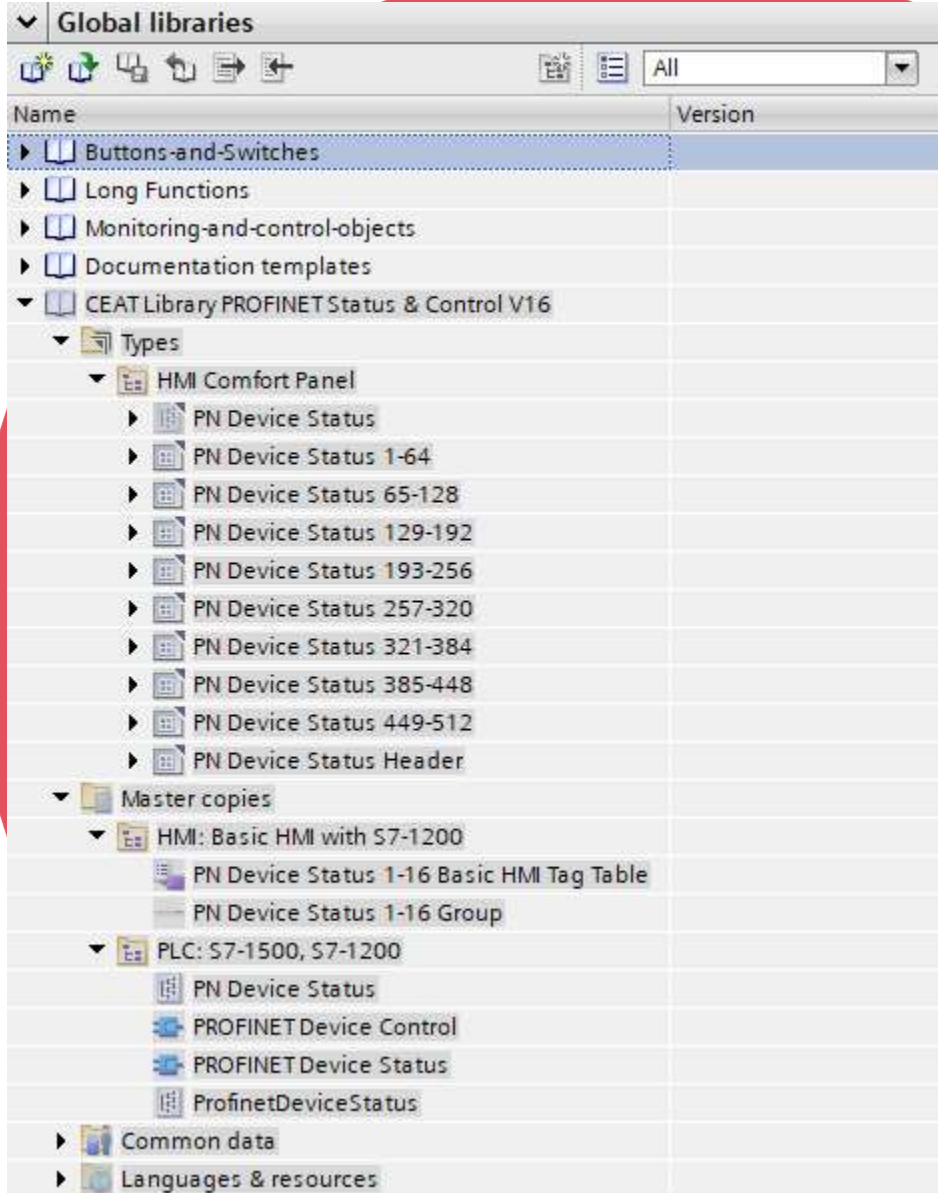 Global libraries
All
Name Version
Buttons-and-Switches
Long Functions
Monitoring-and-control-objects
Documentation templates
CEAT Library PROFINET Status & Control V16
Types
HMI Comfort Panel
PN Device Status
PN Device Status 1-64
PN Device Status 65-128
PN Device Status 129-192
PN Device Status 193-256
PN Device Status 257-320
PN Device Status 321-384
PN Device Status 385-448
PN Device Status 449-512
PN Device Status Header
Master copies
HMI: Basic HMI with S7-1200
PN Device Status 1-16 Basic HMI Tag Table
PN Device Status 1-16 Group
PLC: S7-1500, S7-1200
PN Device Status
PROFINET Device Control
PROFINET Device Status
ProfinetDeviceStatus
Common data
Languages & resources